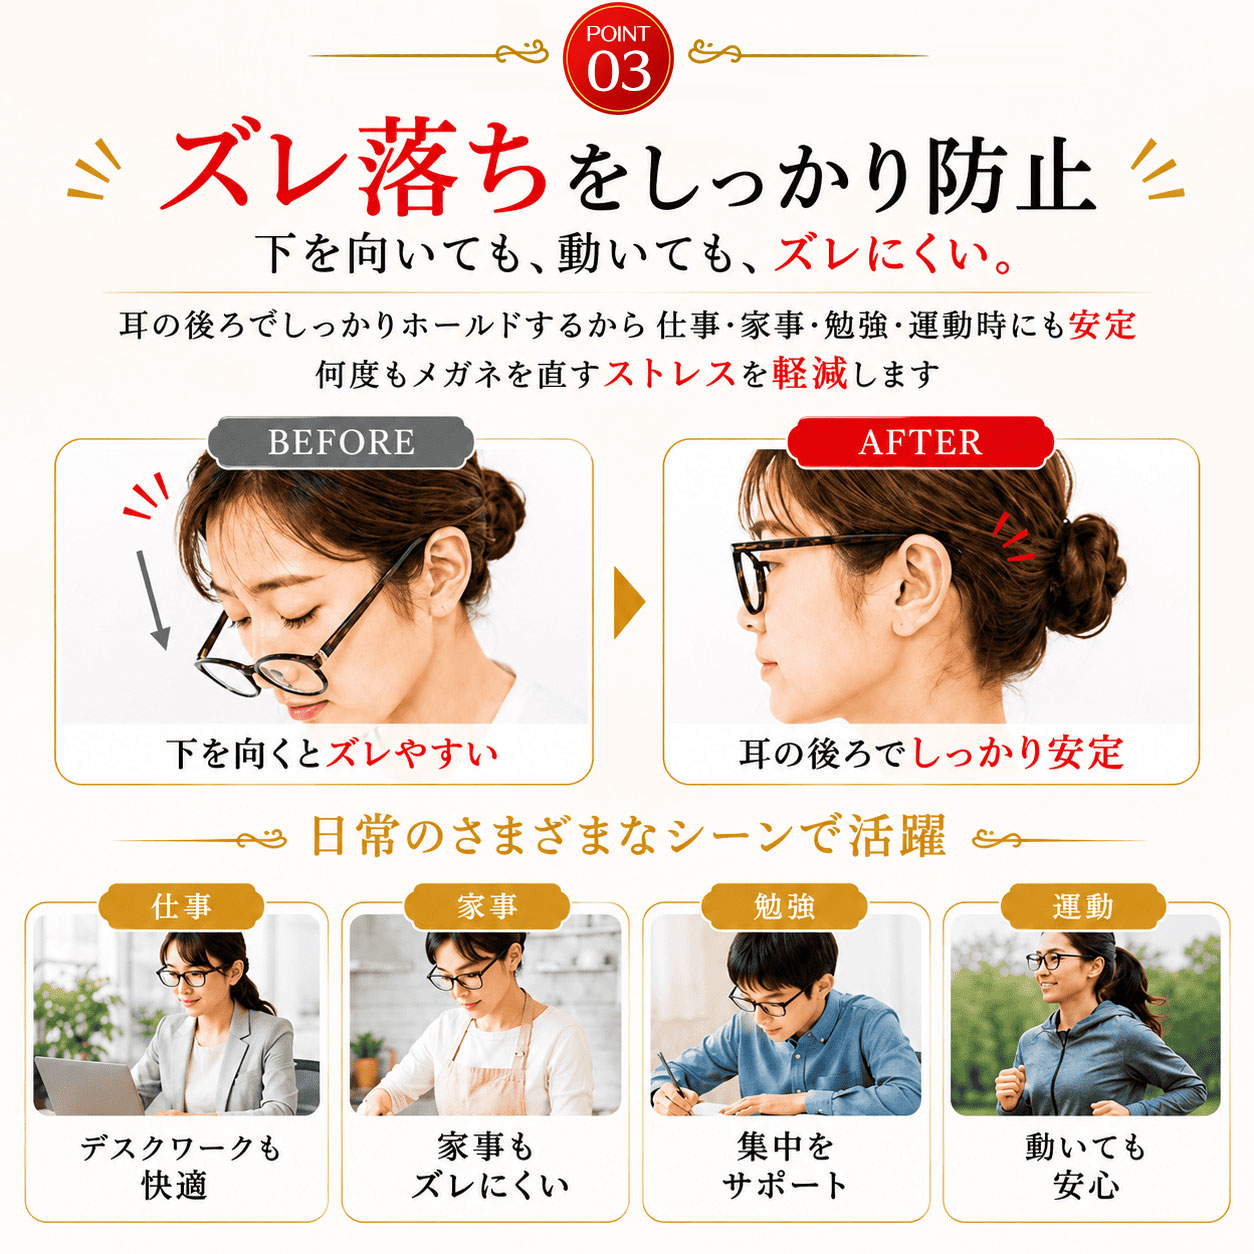 POINT
03
ズレ落ちをしっかり防止
下を向いても、動いても、ズレにくい。
耳の後ろでしっかりホールドするから 仕事・家事・勉強・運動時にも安定
何度もメガネを直すストレスを軽減します
BEFORE
AFTER
下を向くとズレやすい
耳の後ろでしっかり安定
日常のさまざまなシーンで活躍
仕事
家事
勉強
運動
デスクワークも
快適
家事も
ズレにくい
集中を
サポート
動いても
安心